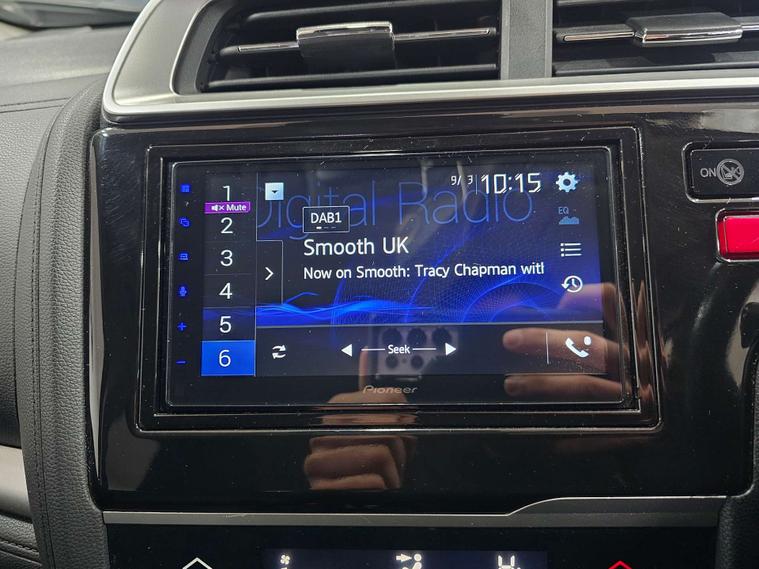 Digital Radio
9/ 3 10:15
1
Mute
2
3
4
5
6
DAB1
Smooth UK
Now on Smooth: Tracy Chapman with
EQ
Seek
Pioneer
ON